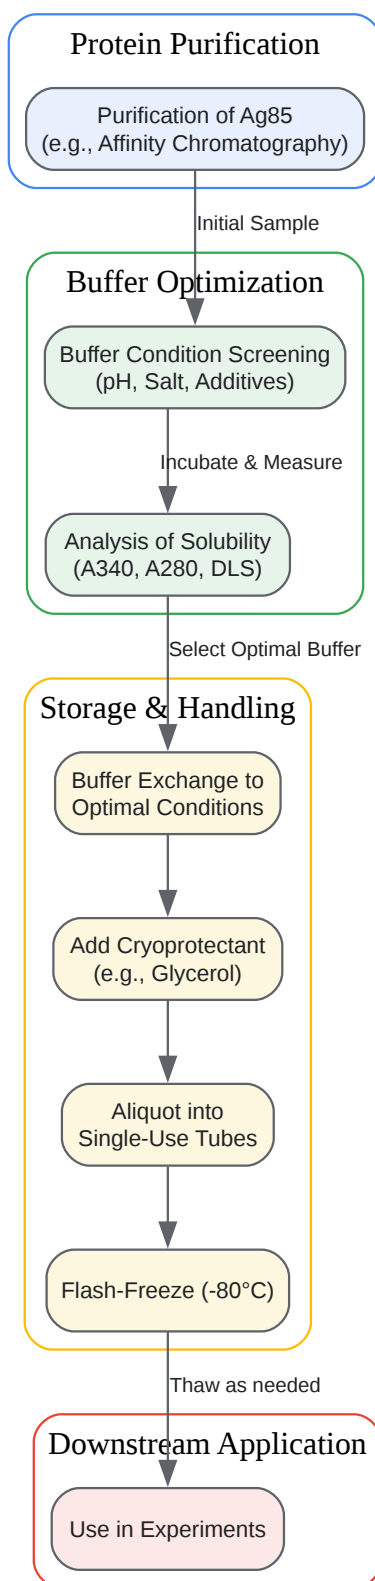 Protein Purification
Purification of Ag85
(e.g., Affinity Chromatography)
Initial Sample
Buffer Optimization
Buffer Condition Screening
(pH, Salt, Additives)
Incubate & Measure
Analysis of Solubility
(A340, A280, DLS)
Select Optimal Buffer
Storage & Handling
Buffer Exchange to
Optimal Conditions
Add Cryoprotectant
(e.g., Glycerol)
Aliquot into
Single-Use Tubes
Flash-Freeze (-80°C)
Thaw as needed
Downstream Application
Use in Experiments